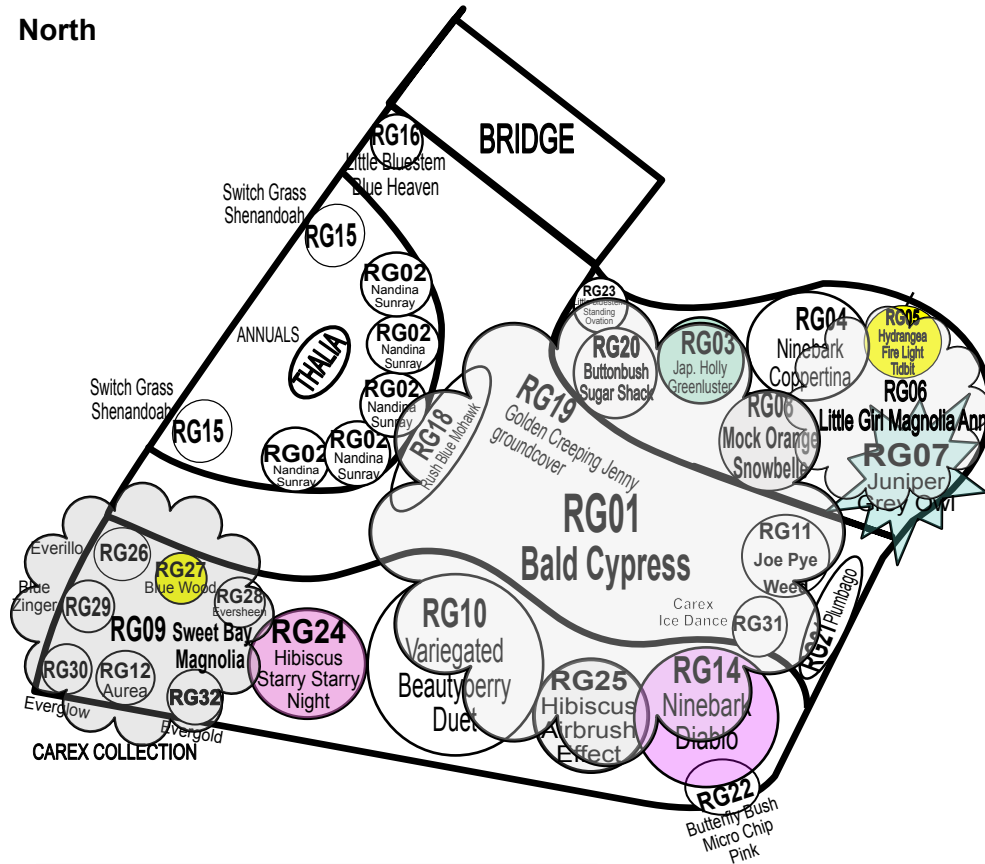 North
BRIDGE
RG16
Little Bluestem
Blue Heaven
Switch Grass
Shenandoah
RG15
RG02
Nandina
Sunray
ANNUALS
THALIA
RG02
Nandina
Sunray
RG02
Nandina
Sunray
RG02
Nandina
Sunray
RG02
Nandina
Sunray
Switch Grass
Shenandoah
RG15
RG23
Little Bluestem
Standing
Ovation
RG20
Buttonbush
Sugar Shack
RG03
Jap. Holly
Greenluster
RG04
Ninebark
Coppertina
RG05
Hydrangea
Fire Light
Tidbit
RG06
Little Girl Magnolia Ann
RG08
Mock Orange
Snowbelle
RG07
Juniper
Grey Owl
RG18
Rush Blue Mohawk
RG19
Golden Creeping Jenny
groundcover
RG01
Bald Cypress
RG11
Joe Pye
Weed
Carex
Ice Dance
RG31
RG21
Plumbago
Everillo
RG26
RG27
Blue Wood
RG28
Eversheen
Blue
Zinger
RG29
RG09 Sweet Bay
Magnolia
RG30
Everglow
RG12
Aurea
RG32
Evergold
CAREX COLLECTION
RG24
Hibiscus
Starry Starry
Night
RG10
Variegated
Beautyberry
Duet
RG25
Hibiscus
Airbrush
Effect
RG14
Ninebark
Diablo
RG22
Butterfly Bush
Micro Chip
Pink